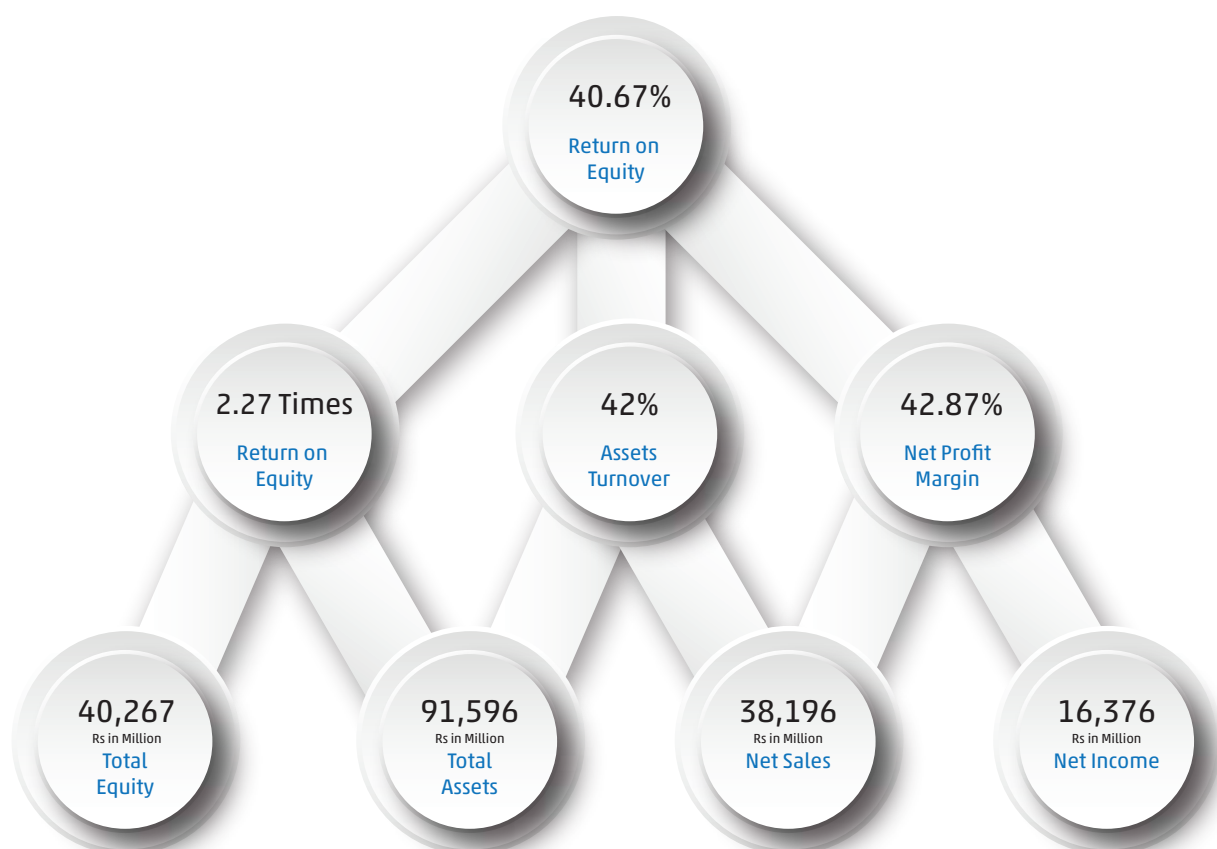 40.67%
Return on
Equity
2.27 Times
Return on
Equity
42%
Assets
Turnover
42.87%
Net Profit
Margin
40,267
Rs in Million
Total
Equity
91,596
Rs in Million
Total
Assets
38,196
Rs in Million
Net Sales
16,376
Rs in Million
Net Income